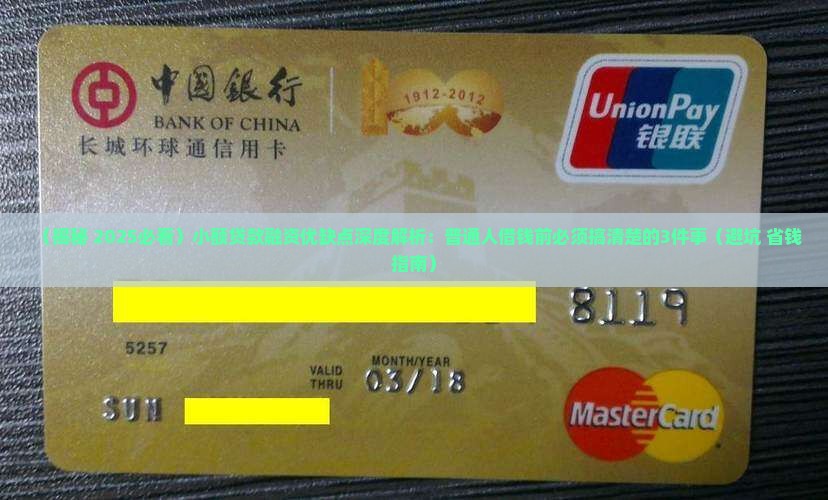 中國銀行
BANK OF CHINA
长城环球通信用卡
1912-2012
UnionPay
银联
（揭秘 2025必看）小额贷款融资优缺点深度解析：普通人借钱前必须搞清楚的3件事（避坑 省钱
指南）
8119
5257
VALID
THRU
MONTH/YEAR
03/18
SUN
MasterCard